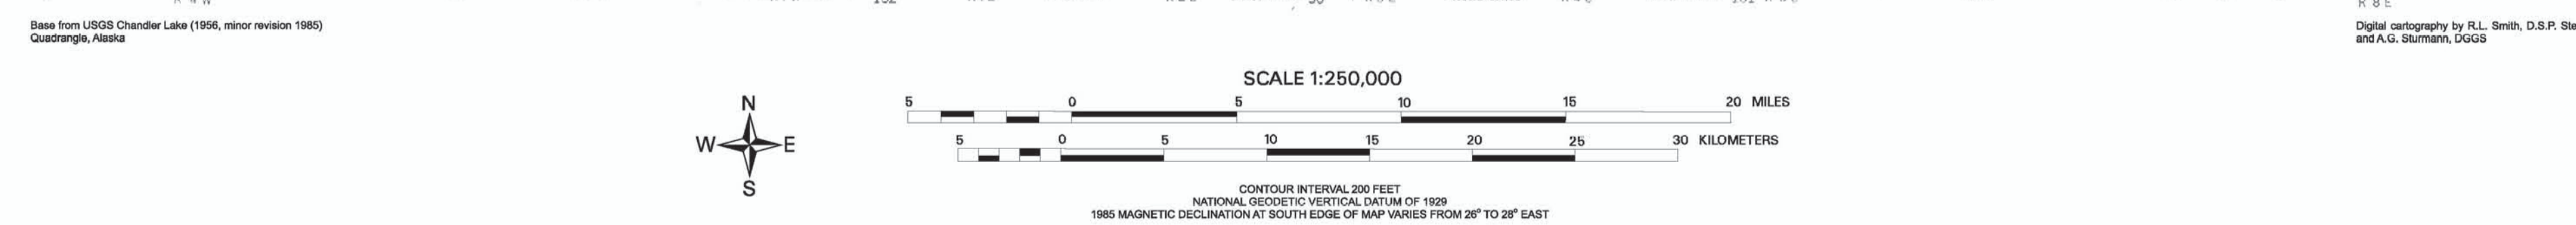 R 8 E
Base from USGS Chandler Lake (1956, minor revision 1985)
Quadrangle, Alaska
Digital cartography by R.L. Smith, D.S.P. Ste
and A.G. Sturmann, DGGS
SCALE 1:250,000
5 0 5 10 15 20 MILES
5 0 5 10 15 20 25 30 KILOMETERS
N
W E
S
CONTOUR INTERVAL 200 FEET
NATIONAL GEODETIC VERTICAL DATUM OF 1929
1985 MAGNETIC DECLINATION AT SOUTH EDGE OF MAP VARIES FROM 26° TO 28° EAST